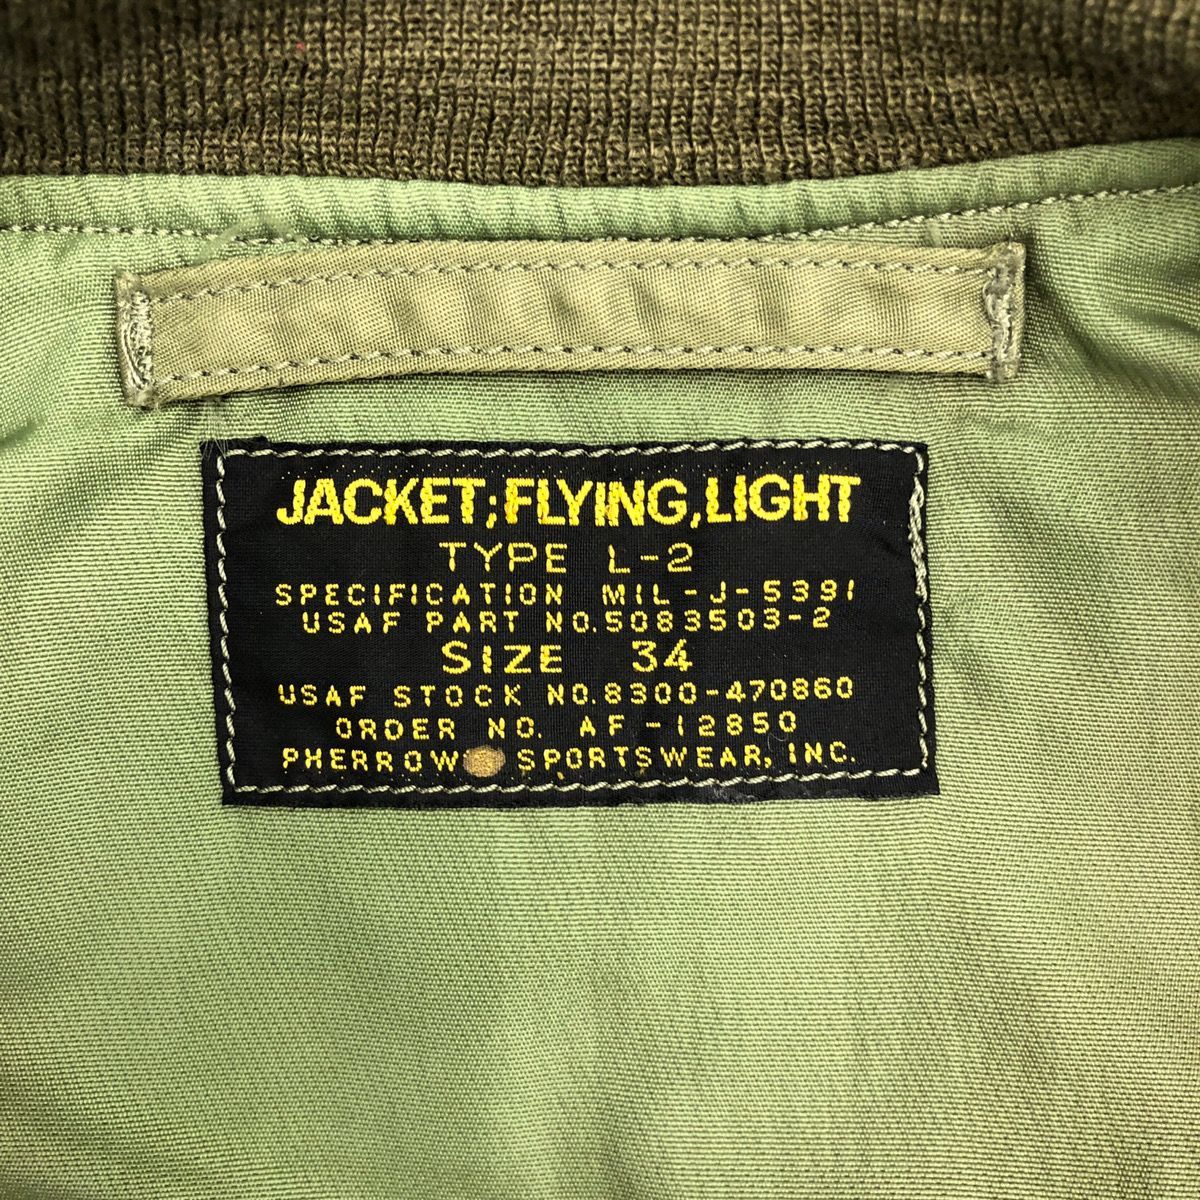 JACKET;FLYING,LIGHT
TYPE L-2
SPECIFICATION MIL-J-5391
USAF PART NO.5083503-2
SIZE 34
USAF STOCK NO.8300-470860
ORDER NO. AF-12850
PHERROW SPORTSWEAR, INC.